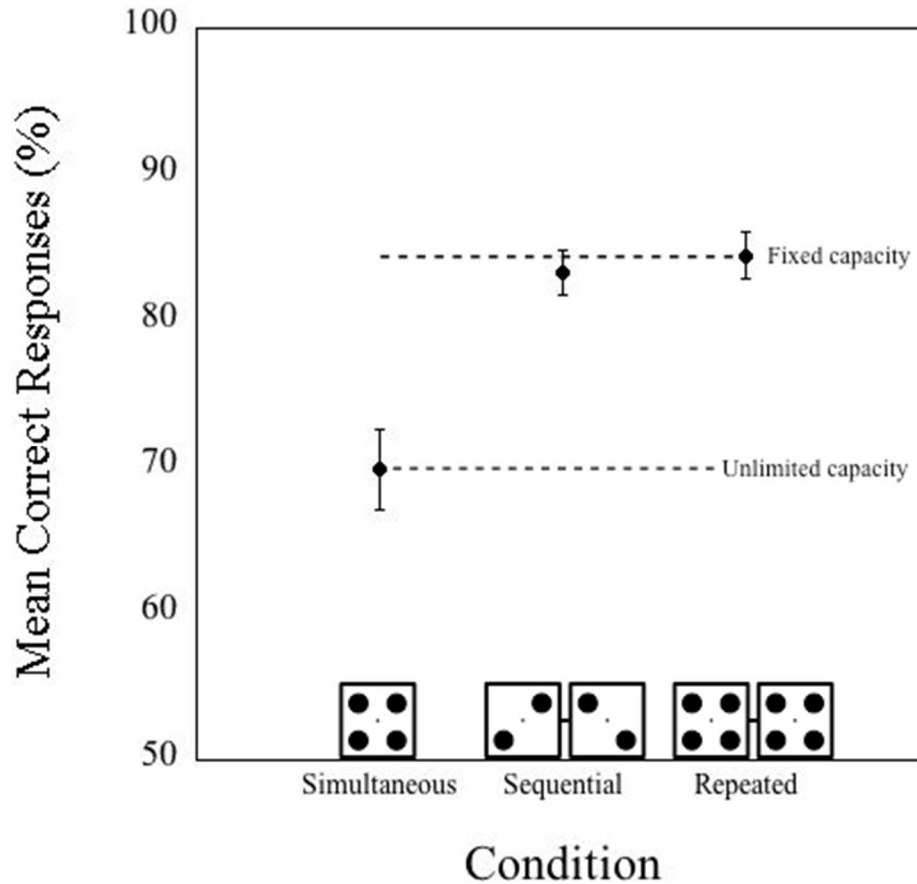 Mean Correct Responses (%)
100
90
80
70
60
50
Fixed capacity
Unlimited capacity
Simultaneous Sequential Repeated
Condition